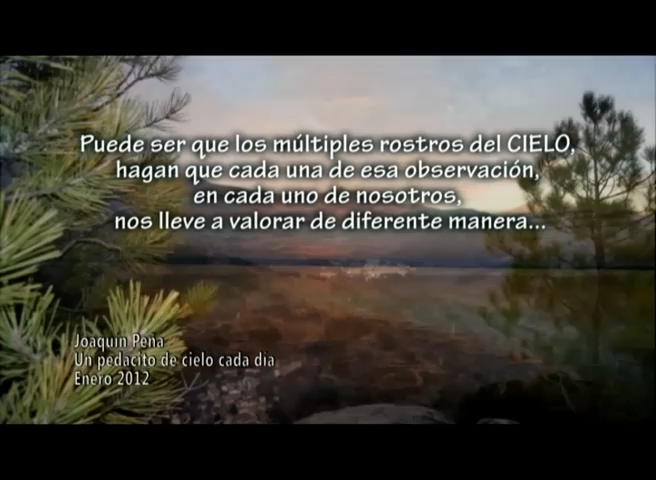 Puede ser que los múltiples rostros del CIELO,
hagan que cada una de esa observación,
en cada uno de nosotros,
nos lleve a valorar de diferente manera...
Joaquin Pena
Un pedacito de cielo cada dia
Enero 2012